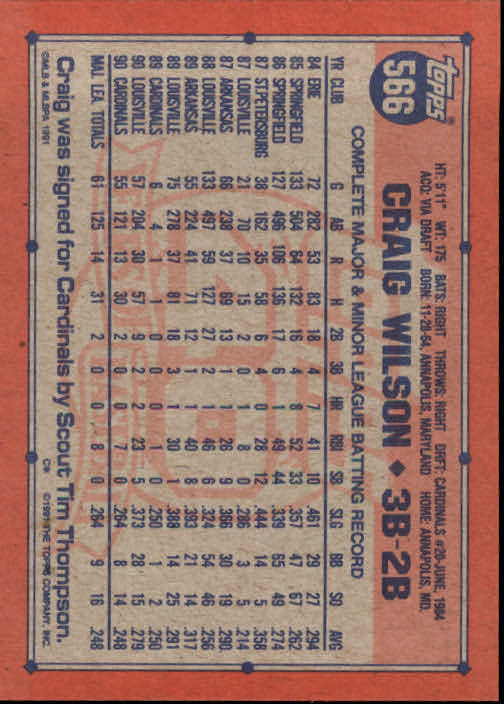 topps®
566
HT: 5'11" WT: 175 BATS: RIGHT THROWS: RIGHT DRFT: CARDINALS #20-JUNE, 1984
ACQ: VIA DRAFT BORN: 11-28-64, ANNAPOLIS, MARYLAND HOME: ANNAPOLIS, MD.
CRAIG WILSON ♦ 3B-2B
COMPLETE MAJOR & MINOR LEAGUE BATTING RECORD
YR CLUB G AB R H 2B 3B HR RBI SB SLG BB SO AVG
84 ERIE 72 282 53 83 18 4 7 41 10 .461 29 27 .294
85 SPRINGFIELD 133 504 64 132 16 4 8 52 33 .357 47 67 .262
86 SPRINGFIELD 127 496 106 136 17 6 1 49 44 .339 65 49 .274
87 ST.PETERSBURG 38 162 35 58 6 4 0 28 12 .444 14 5 .358
87 LOUISVILLE 21 70 10 15 2 0 1 8 0 .286 3 5 .214
87 ARKANSAS 66 238 37 69 13 1 1 26 9 .366 30 19 .290
88 LOUISVILLE 133 497 59 127 27 2 1 46 6 .324 54 46 .256
89 ARKANSAS 55 224 41 71 12 1 1 40 8 .393 21 14 .317
89 LOUISVILLE 75 278 37 81 18 3 1 30 1 .388 14 25 .291
89 CARDINALS 6 4 1 1 0 0 0 1 0 .250 1 2 .250
90 LOUISVILLE 57 204 30 57 9 2 2 23 5 .373 28 15 .279
90 CARDINALS 55 121 13 30 2 0 0 7 0 .264 8 14 .248
MAJ. LEA. TOTALS 61 125 14 31 2 0 0 8 0 .264 9 16 .248
Craig was signed for Cardinals by Scout Tim Thompson.
©MLB & MLBPA 1991 C® ©1991 THE TOPPS COMPANY, INC.